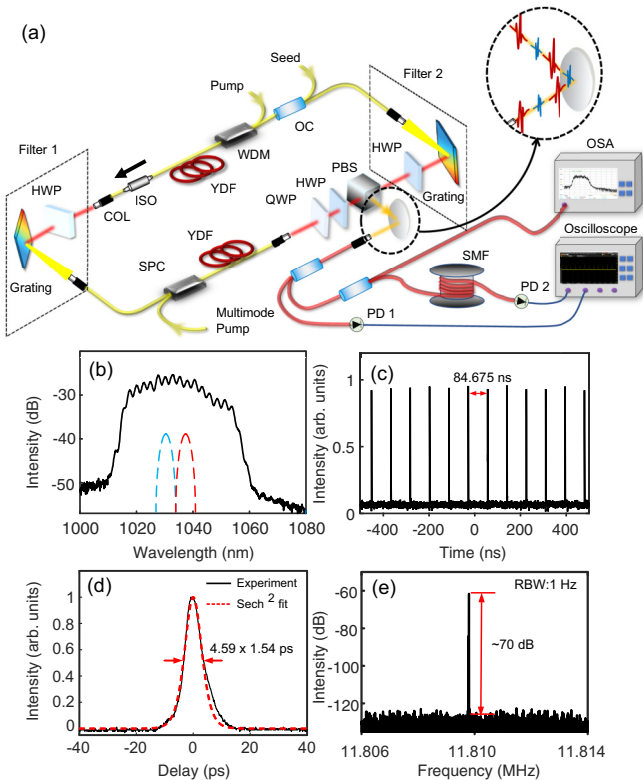 (a)
Seed
Pump
Filter 2
OC
Filter 1
WDM
HWP
PBS
OSA
HWP
YDF
HWP
ISO
QWP
COL
Grating
YDF
Oscilloscope
SMF
SPC
Grating
PD 2
Multimode
Pump
PD 1
(b)
Intensity (dB)
-30
-40
-50
1000 1020 1040 1060 1080
Wavelength (nm)
(c)
84.675 ns
Intensity (arb. units)
1
0.5
0
-400 -200 0 200 400
Time (ns)
(d)
Experiment
Sech 2 fit
4.59 x 1.54 ps
Intensity (arb. units)
1
0.8
0.6
0.4
0.2
0
-40 -20 0 20 40
Delay (ps)
(e)
RBW:1 Hz
~70 dB
Intensity (dB)
-60
-80
-100
-120
11.806 11.810 11.814
Frequency (MHz)